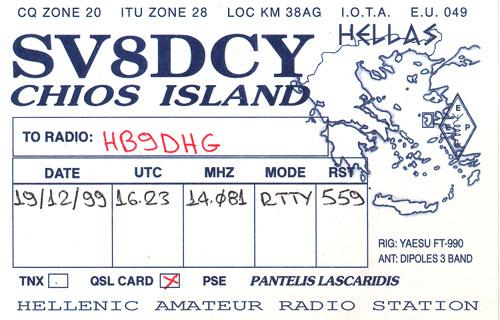 CQ ZONE 20 ITU ZONE 28 LOC KM 38AG I.O.T.A. E.U. 049
HELLAS
SV8DCY
CHIOS ISLAND
TO RADIO: HB9DHG
DATE UTC MHZ MODE RST
19/12/99 16.23 14.081 RTTY 559
RIG: YAESU FT-990
ANT: DIPOLES 3 BAND
TNX . QSL CARD X PSE PANTELIS LASCARIDIS
HELLENIC AMATEUR RADIO STATION